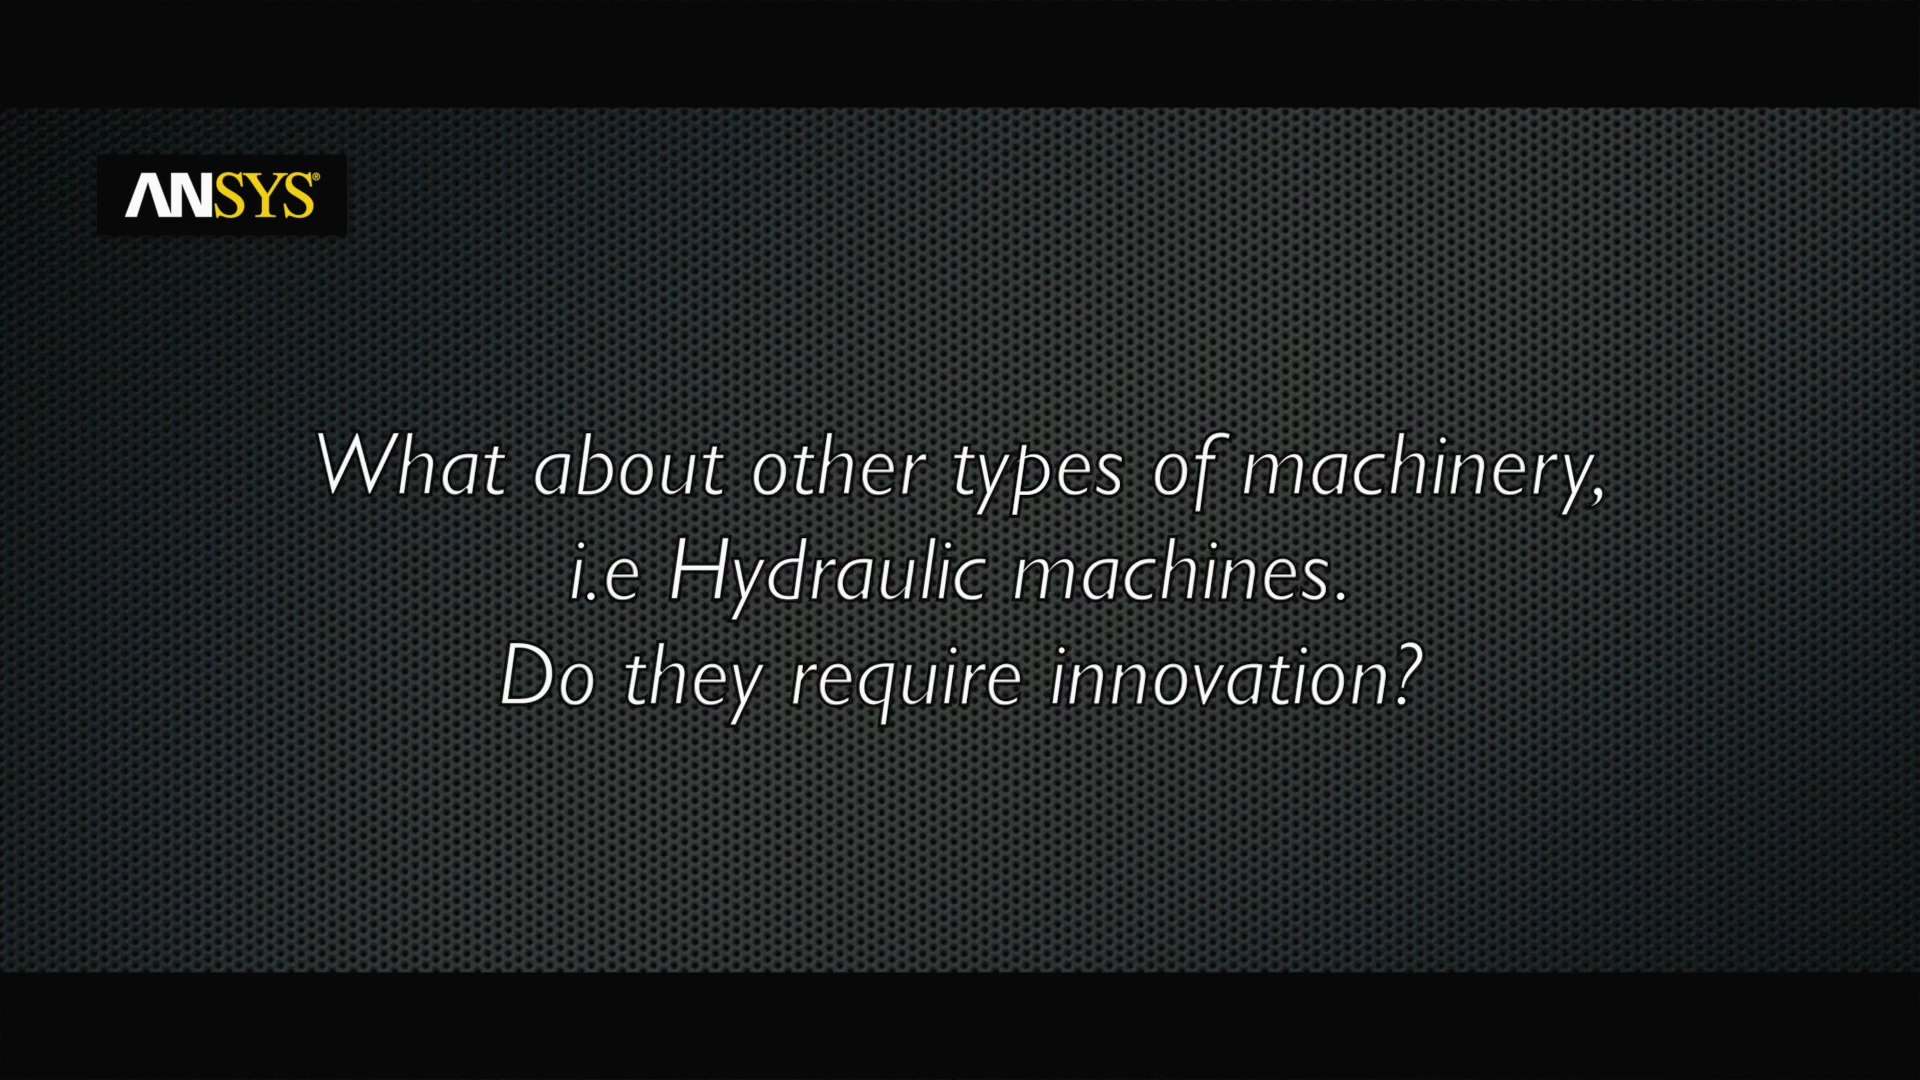 ANSYS®
What about other types of machinery,
i.e Hydraulic machines.
Do they require innovation?